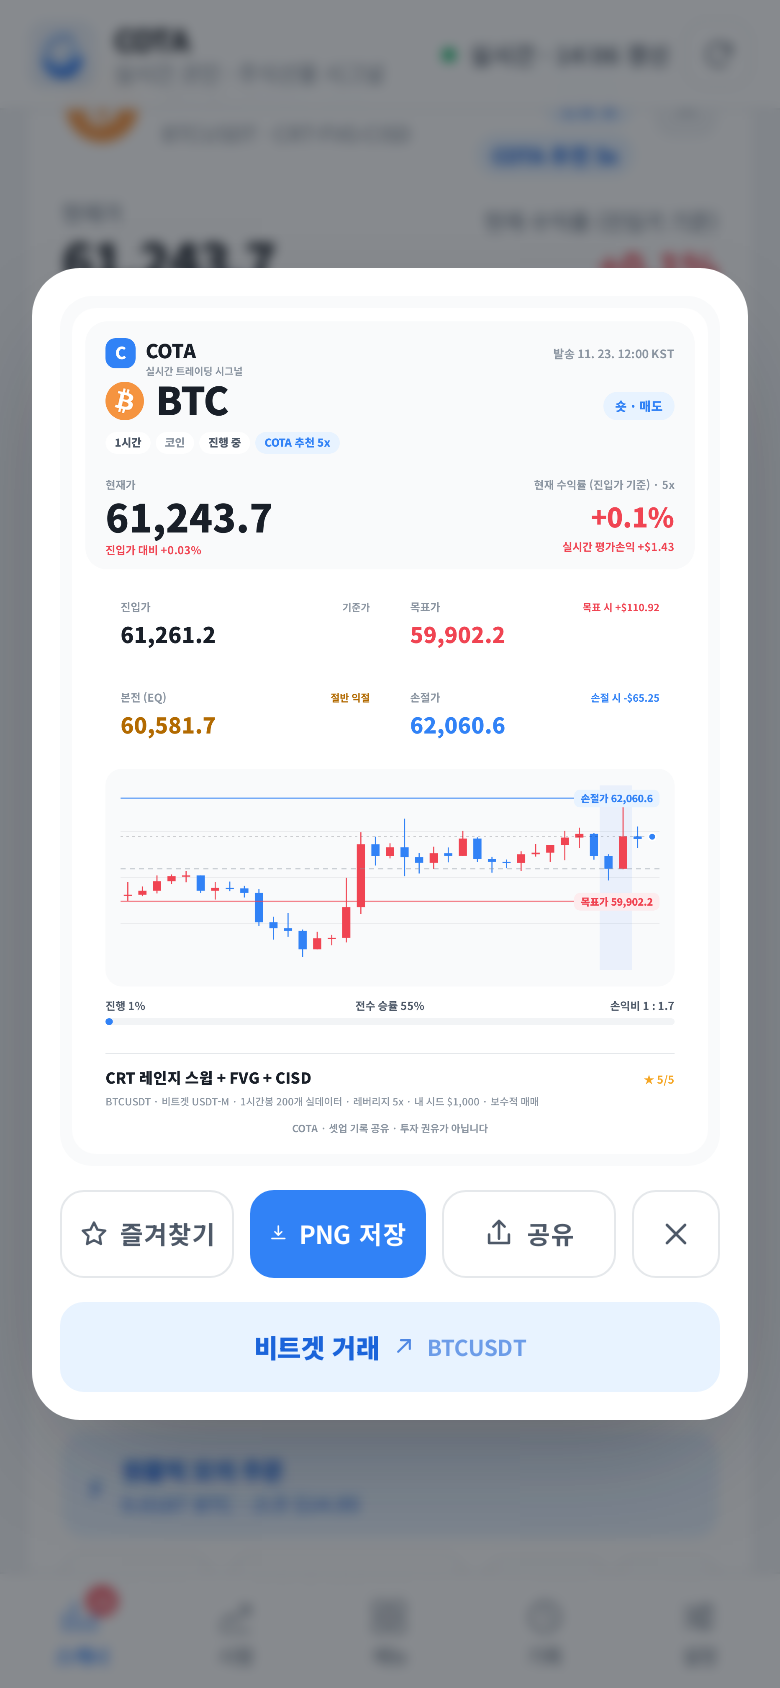 COTA
61,243.7
C COTA
실시간 트레이딩 시그널
발송 11. 23. 12:00 KST
BTC
숏 · 매도
1시간 코인 진행 중 COTA 추천 5x
현재가
현재 수익률 (진입가 기준) · 5x
61,243.7
+0.1%
진입가 대비 +0.03%
실시간 평가손익 +$1.43
진입가 기준가
61,261.2
목표가 목표 시 +$110.92
59,902.2
본전 (EQ) 절반 익절
60,581.7
손절가 손절 시 -$65.25
62,060.6
손절가 62,060.6
목표가 59,902.2
진행 1% 전수 승률 55% 손익비 1 : 1.7
CRT 레인지 스윕 + FVG + CISD
★ 5/5
BTCUSDT · 비트겟 USDT-M · 1시간봉 200개 실데이터 · 레버리지 5x · 내 시드 $1,000 · 보수적 매매
COTA · 셋업 기록 공유 · 투자 권유가 아닙니다
즐겨찾기
PNG 저장
공유
비트겟 거래 ↗ BTCUSDT